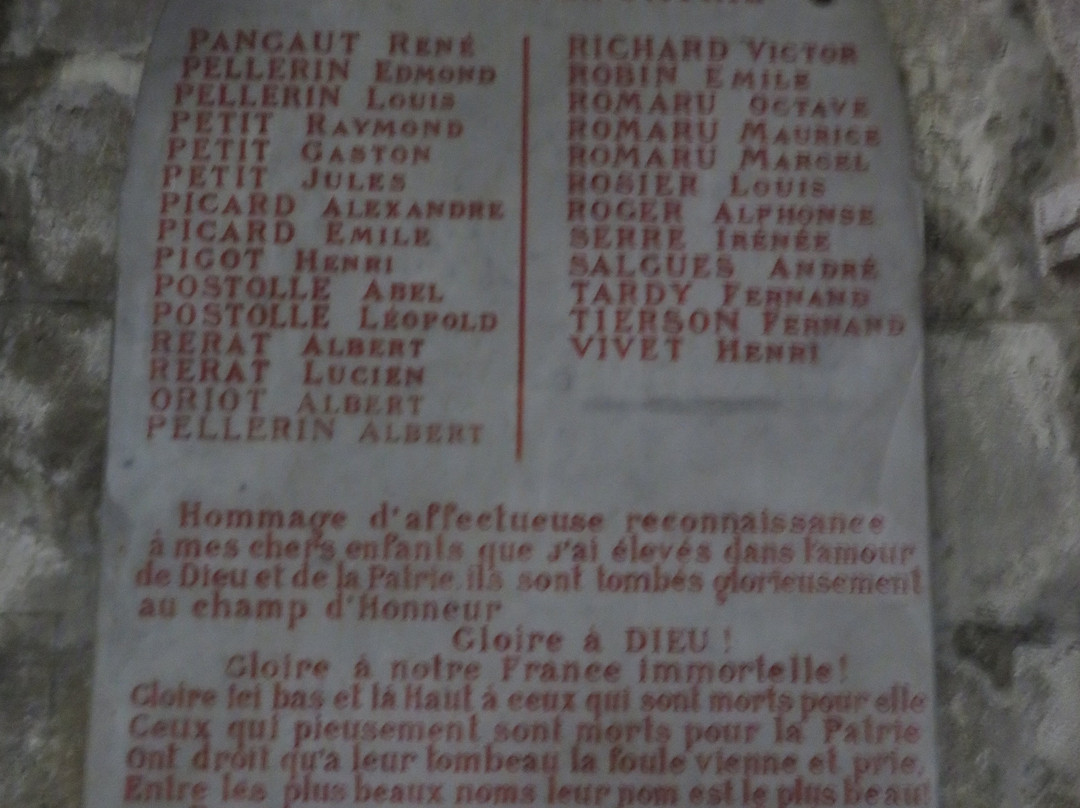 PANGAUT RENÉ
PELLERIN EDMOND
PELLERIN LOUIS
PETIT RAYMOND
PETIT GASTON
PETIT JULES
PICARD ALEXANDRE
PICARD EMILE
PIGOT HENRI
POSTOLLE ABEL
POSTOLLE LÉOPOLD
RERAT ALBERT
RERAT LUCIEN
ORIOT ALBERT
PELLERIN ALBERT
RICHARD VICTOR
ROBIN EMILE
ROMARU OCTAVE
ROMARU MAURICE
ROMARU MARCEL
ROSIER LOUIS
ROGER ALPHONSE
SERRE IRÉNÉE
SALGUES ANDRÉ
TARDY FERNAND
TIERSON FERNAND
VIVET HENRI
Hommage d'affectueuse reconnaissance
à mes chers enfants que j'ai élevés dans l'amour
de Dieu et de la Patrie. ils sont tombés glorieusement
au champ d'Honneur
Gloire à DIEU !
Gloire à notre France immortelle !
Gloire ici bas et là Haut à ceux qui sont morts pour elle
Ceux qui pieusement sont morts pour la Patrie
Ont droit qu'a leur tombeau la foule vienne et prie,
Entre les plus beaux noms leur nom est le plus beau